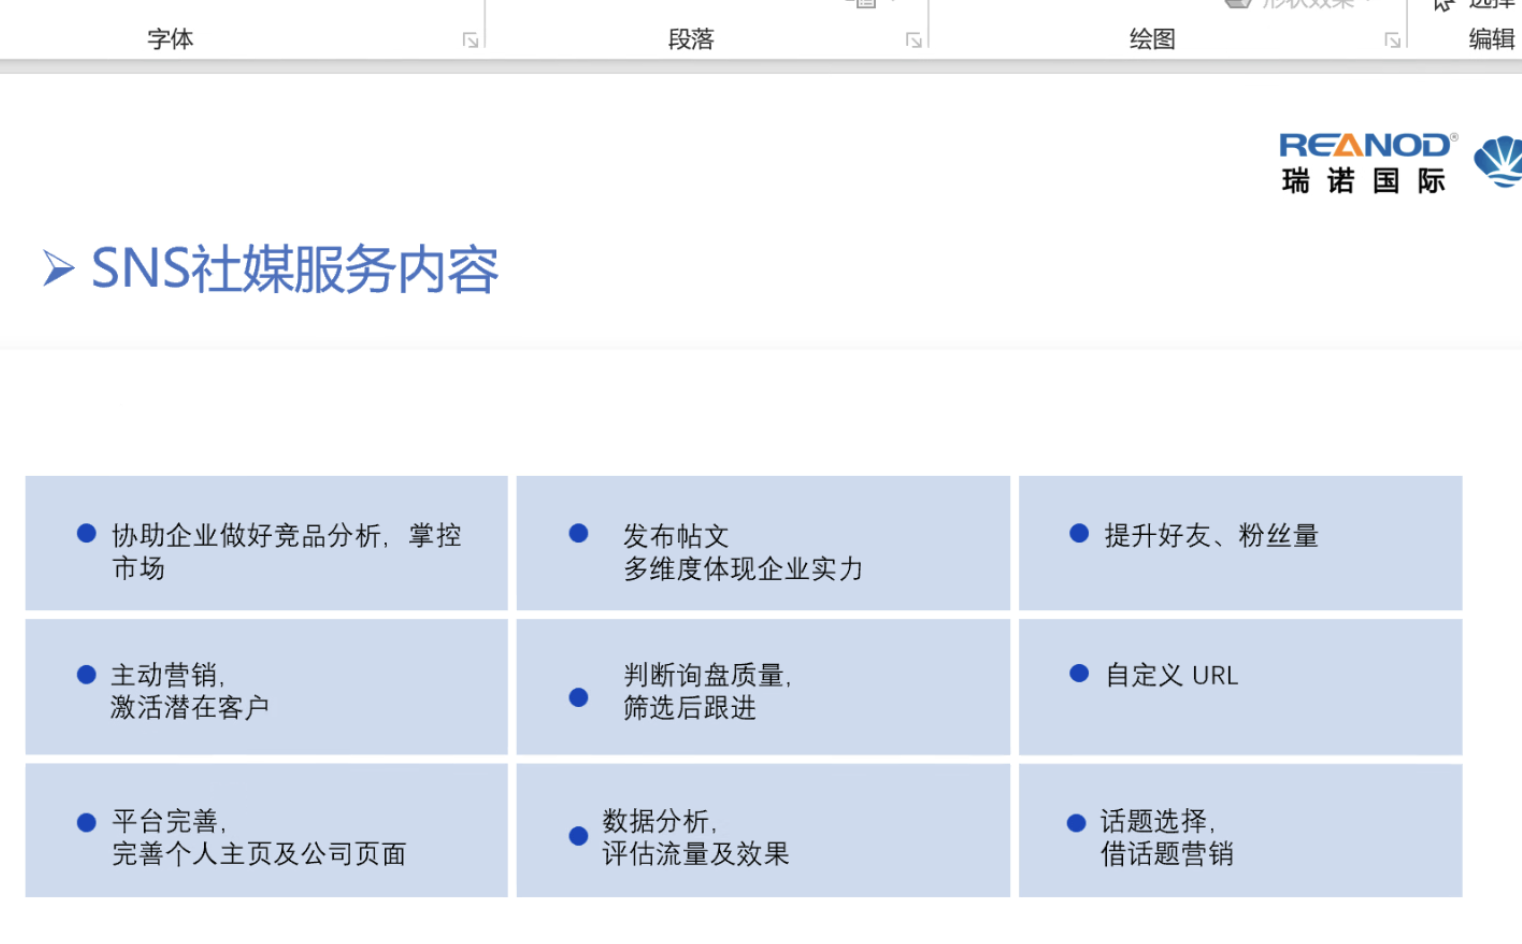 形状效果
选择
字体
段落
绘图
编辑
REANOD®
瑞诺国际
SNS社媒服务内容
协助企业做好竞品分析，掌控
市场
发布帖文
多维度体现企业实力
提升好友、粉丝量
主动营销，
激活潜在客户
判断询盘质量，
筛选后跟进
自定义 URL
平台完善，
完善个人主页及公司页面
数据分析，
评估流量及效果
话题选择，
借话题营销